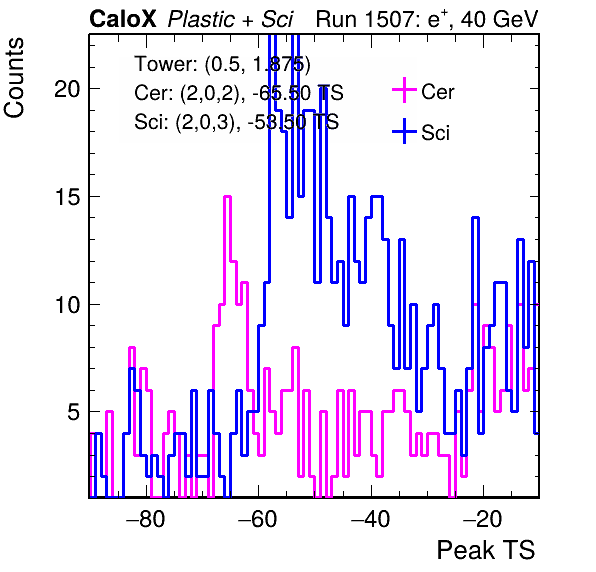 CaloX Plastic + Sci Run 1507: e+, 40 GeV
Counts
Tower: (0.5, 1.875)
Cer: (2,0,2), -65.50 TS
Sci: (2,0,3), -53.50 TS
Cer
Sci
20
15
10
5
−80 −60 −40 −20
Peak TS